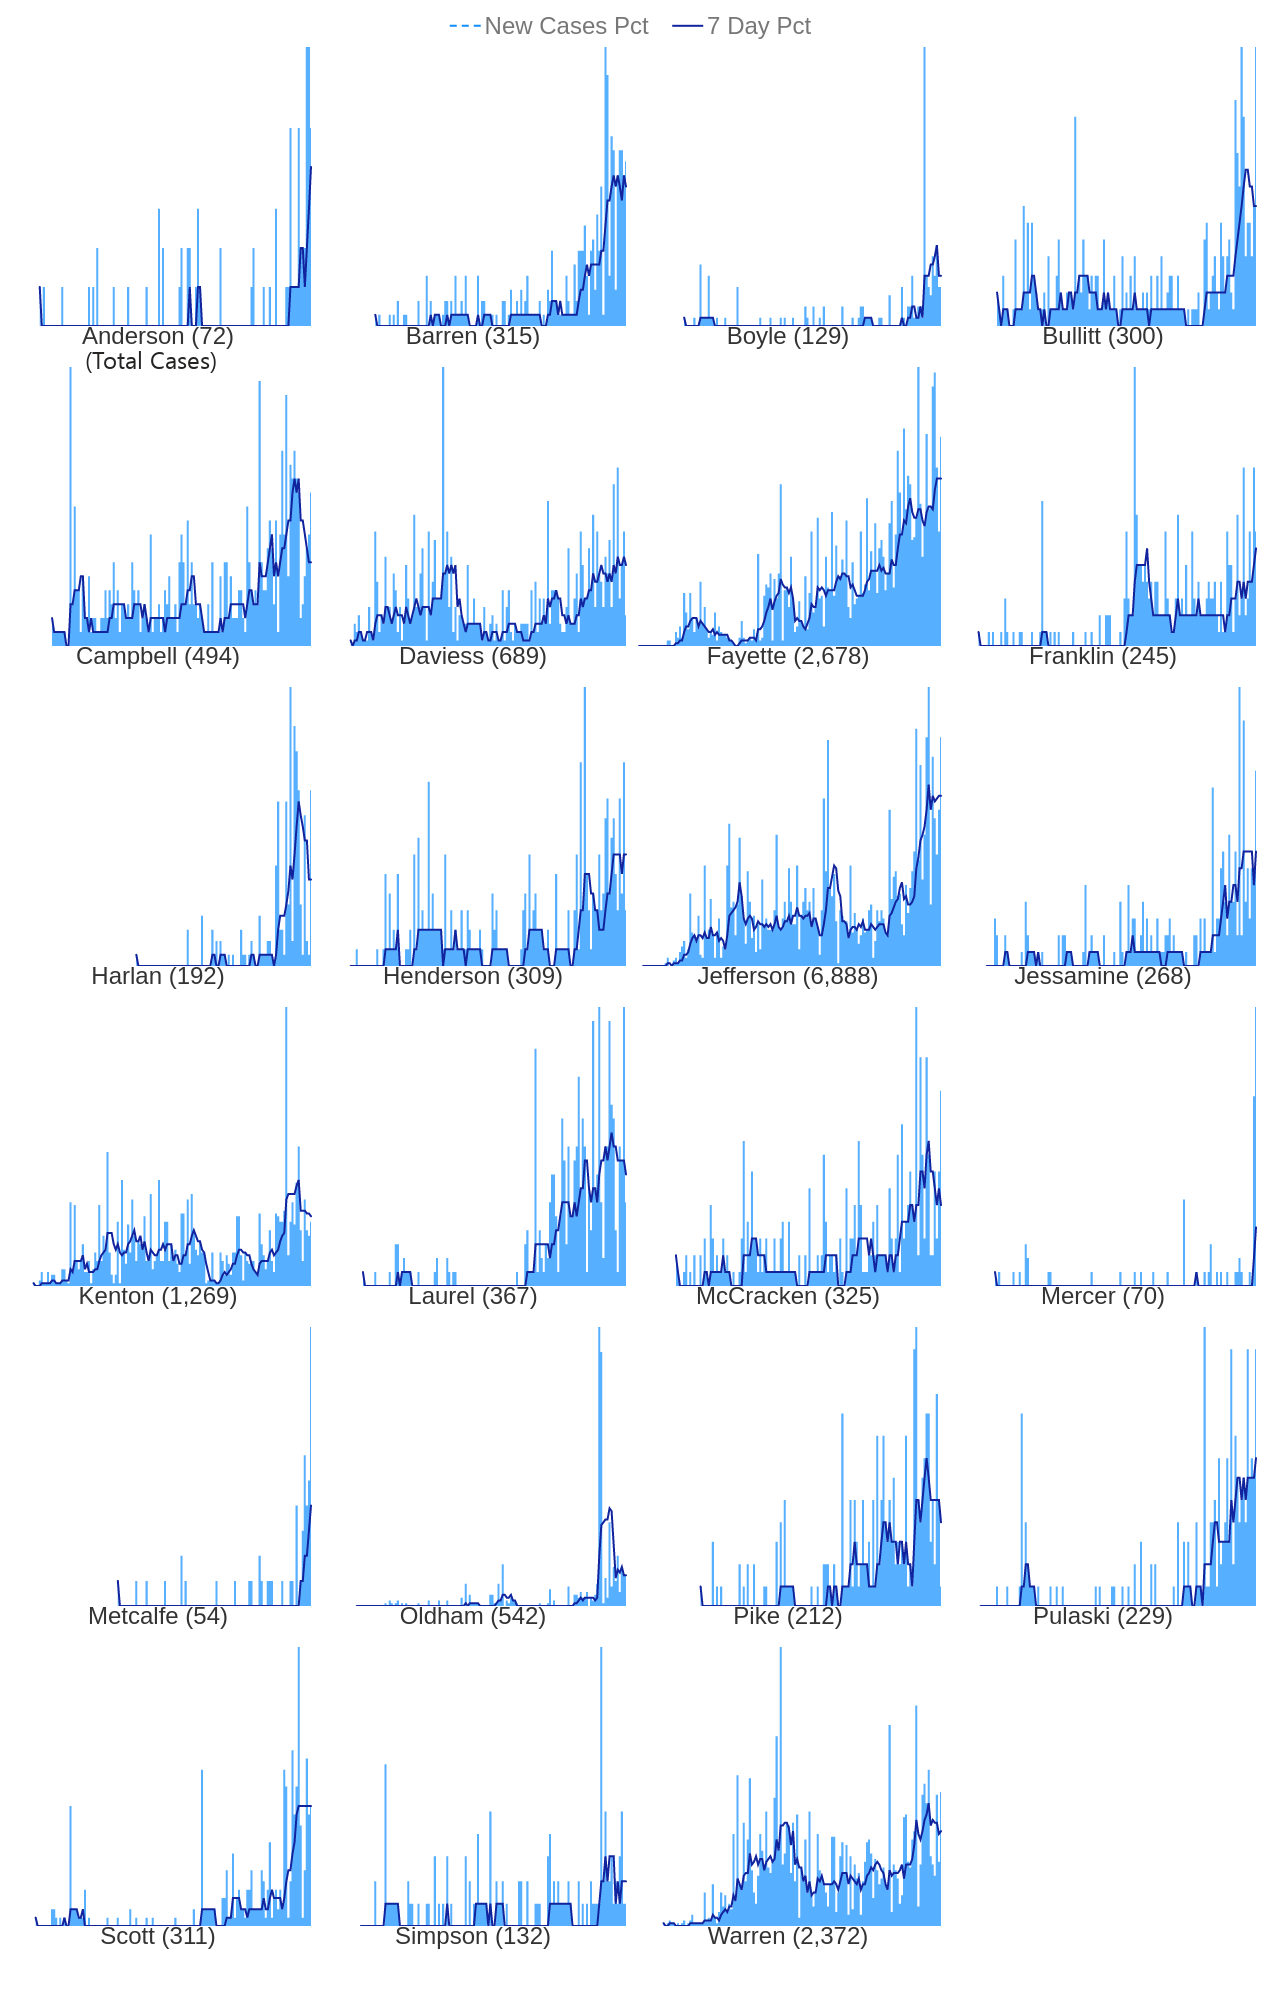 New Cases Pct 7 Day Pct
Anderson (72) Barren (315) Boyle (129) Bullitt (300)
(Total Cases)
Campbell (494) Daviess (689) Fayette (2,678) Franklin (245)
Harlan (192) Henderson (309) Jefferson (6,888) Jessamine (268)
Kenton (1,269) Laurel (367) McCracken (325) Mercer (70)
Metcalfe (54) Oldham (542) Pike (212) Pulaski (229)
Scott (311) Simpson (132) Warren (2,372)